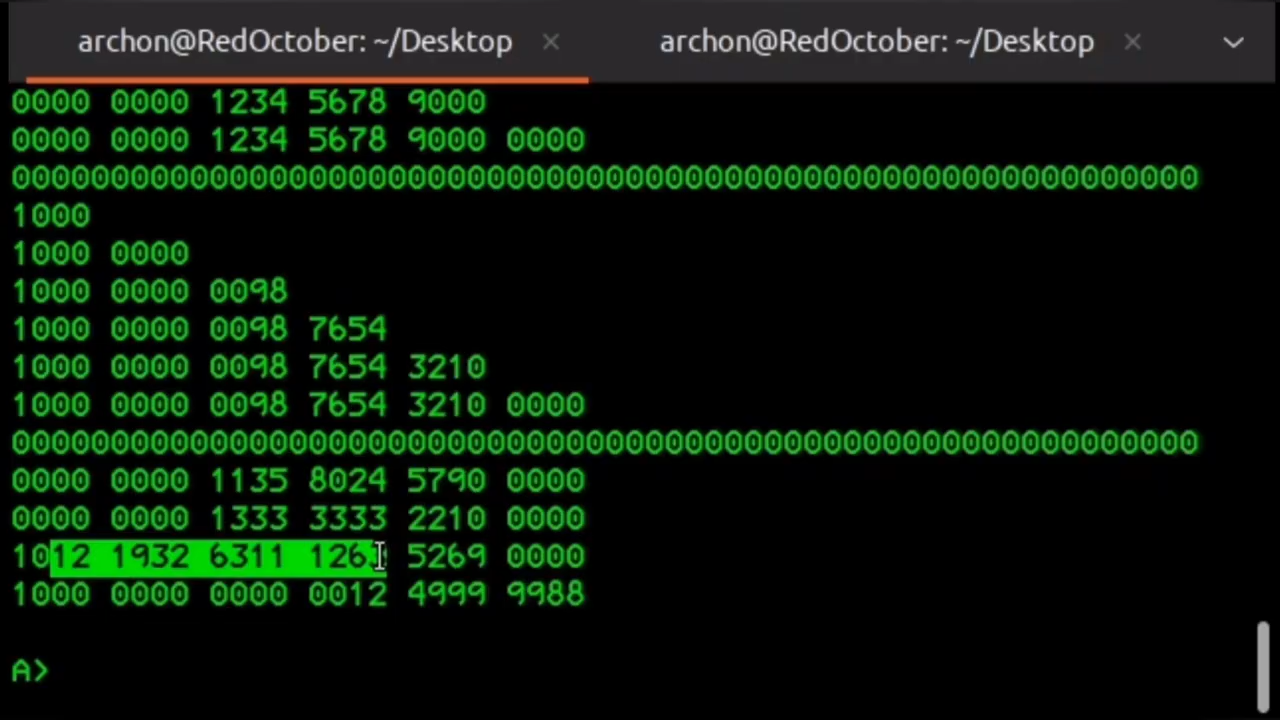 archon@RedOctober: ~/Desktop × archon@RedOctober: ~/Desktop ×
0000 0000 1234 5678 9000
0000 0000 1234 5678 9000 0000
000000000000000000000000000000000000000000000000000000000000
1000
1000 0000
1000 0000 0098
1000 0000 0098 7654
1000 0000 0098 7654 3210
1000 0000 0098 7654 3210 0000
000000000000000000000000000000000000000000000000000000000000
0000 0000 1135 8024 5790 0000
0000 0000 1333 3333 2210 0000
1012 1932 6311 1263 5269 0000
1000 0000 0000 0012 4999 9988
A>